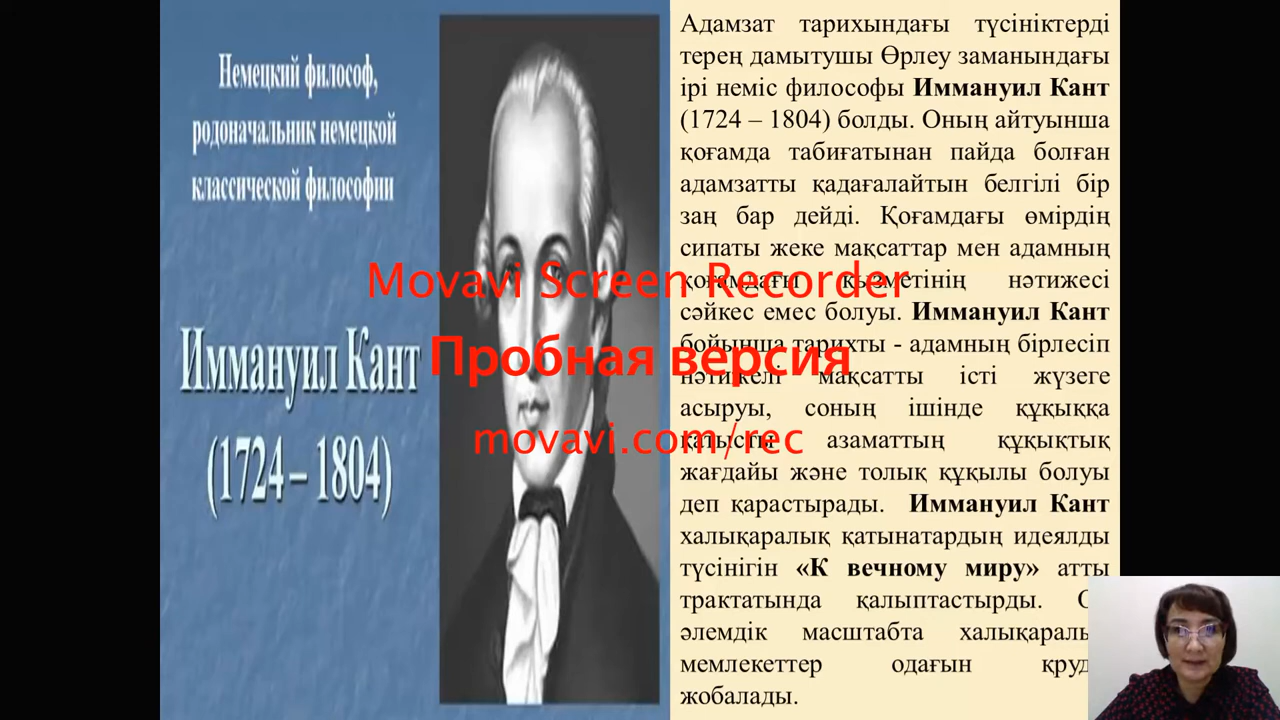 Немецкий философ,
родоначальник немецкой
классической философии
Иммануил Кант
(1724 – 1804)
Адамзат тарихындағы түсініктерді
терең дамытушы Өрлеу заманындағы
ірі неміс философы Иммануил Кант
(1724 – 1804) болды. Оның айтуынша
қоғамда табиғатынан пайда болған
адамзатты қадағалайтын белгілі бір
заң бар дейді. Қоғамдағы өмірдің
сипаты жеке мақсаттар мен адамның
қоғамдағы қызметінің нәтижесі
сәйкес емес болуы. Иммануил Кант
бойынша тарихты - адамның бірлесіп
нәтижелі мақсатты істі жүзеге
асыруы, соның ішінде құқыққа
қатысты азаматтың құқықтық
жағдайы және толық құқылы болуы
деп қарастырады. Иммануил Кант
халықаралық қатынатардың идеялды
түсінігін «К вечному миру» атты
трактатында қалыптастырды.
әлемдік масштабта
мемлекеттер одағын
жобалады.
Movavi Screen Recorder
Пробная версия
movavi.com/rec